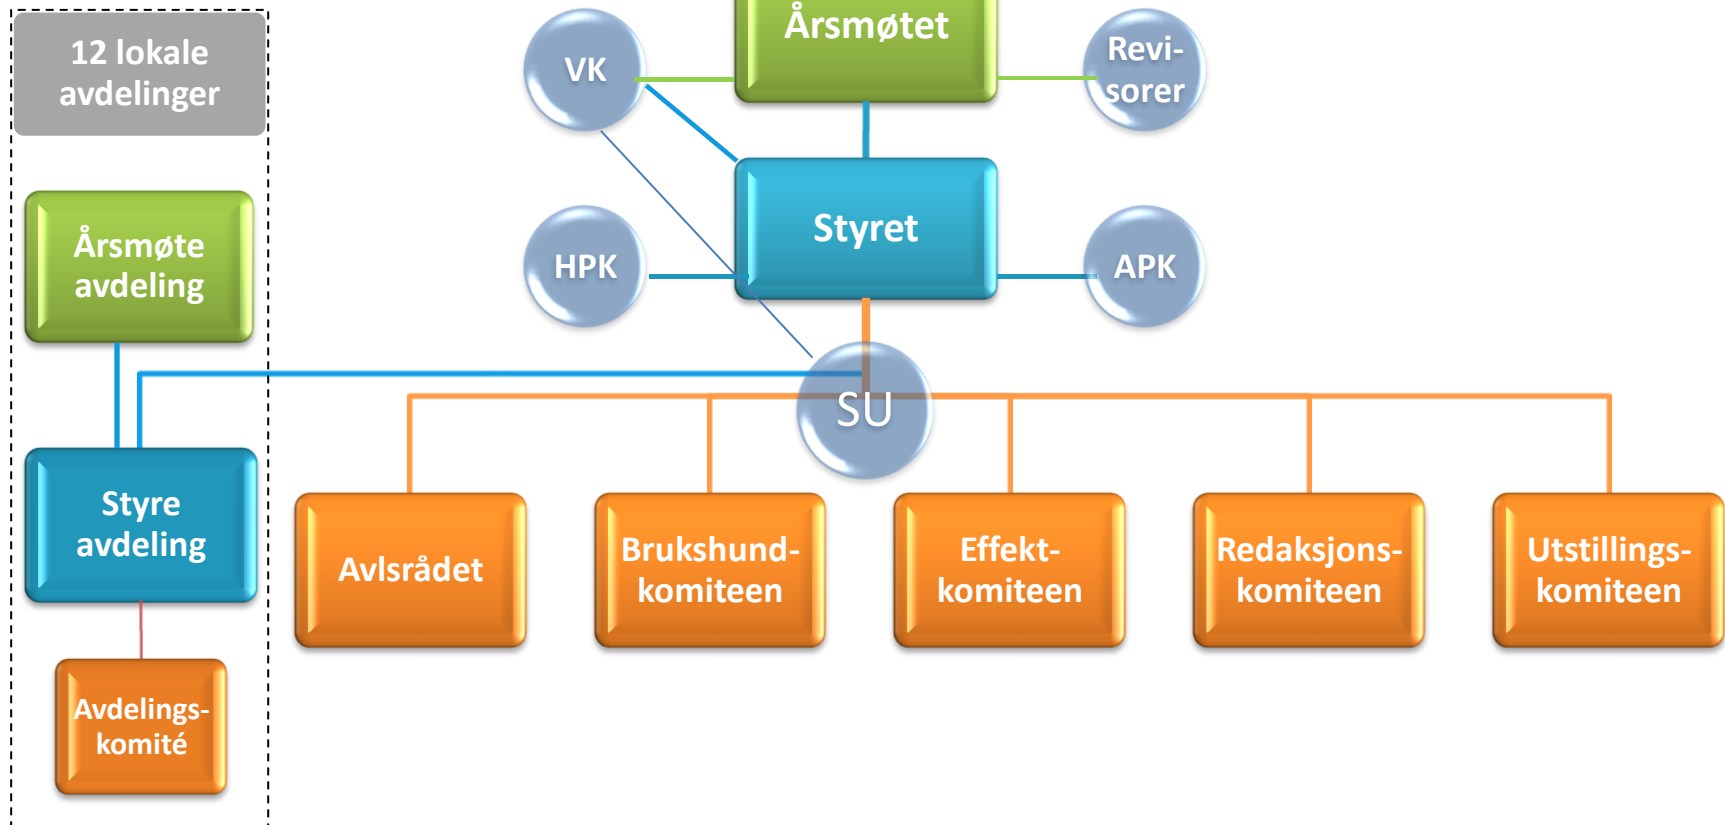 12 lokale
avdelinger
Årsmøte
avdeling
Styre
avdeling
Avdelings-
komité
Årsmøtet
VK
Revi-
sorer
Styret
HPK
APK
SU
Avlsrådet
Brukshund-
komiteen
Effekt-
komiteen
Redaksjons-
komiteen
Utstillings-
komiteen